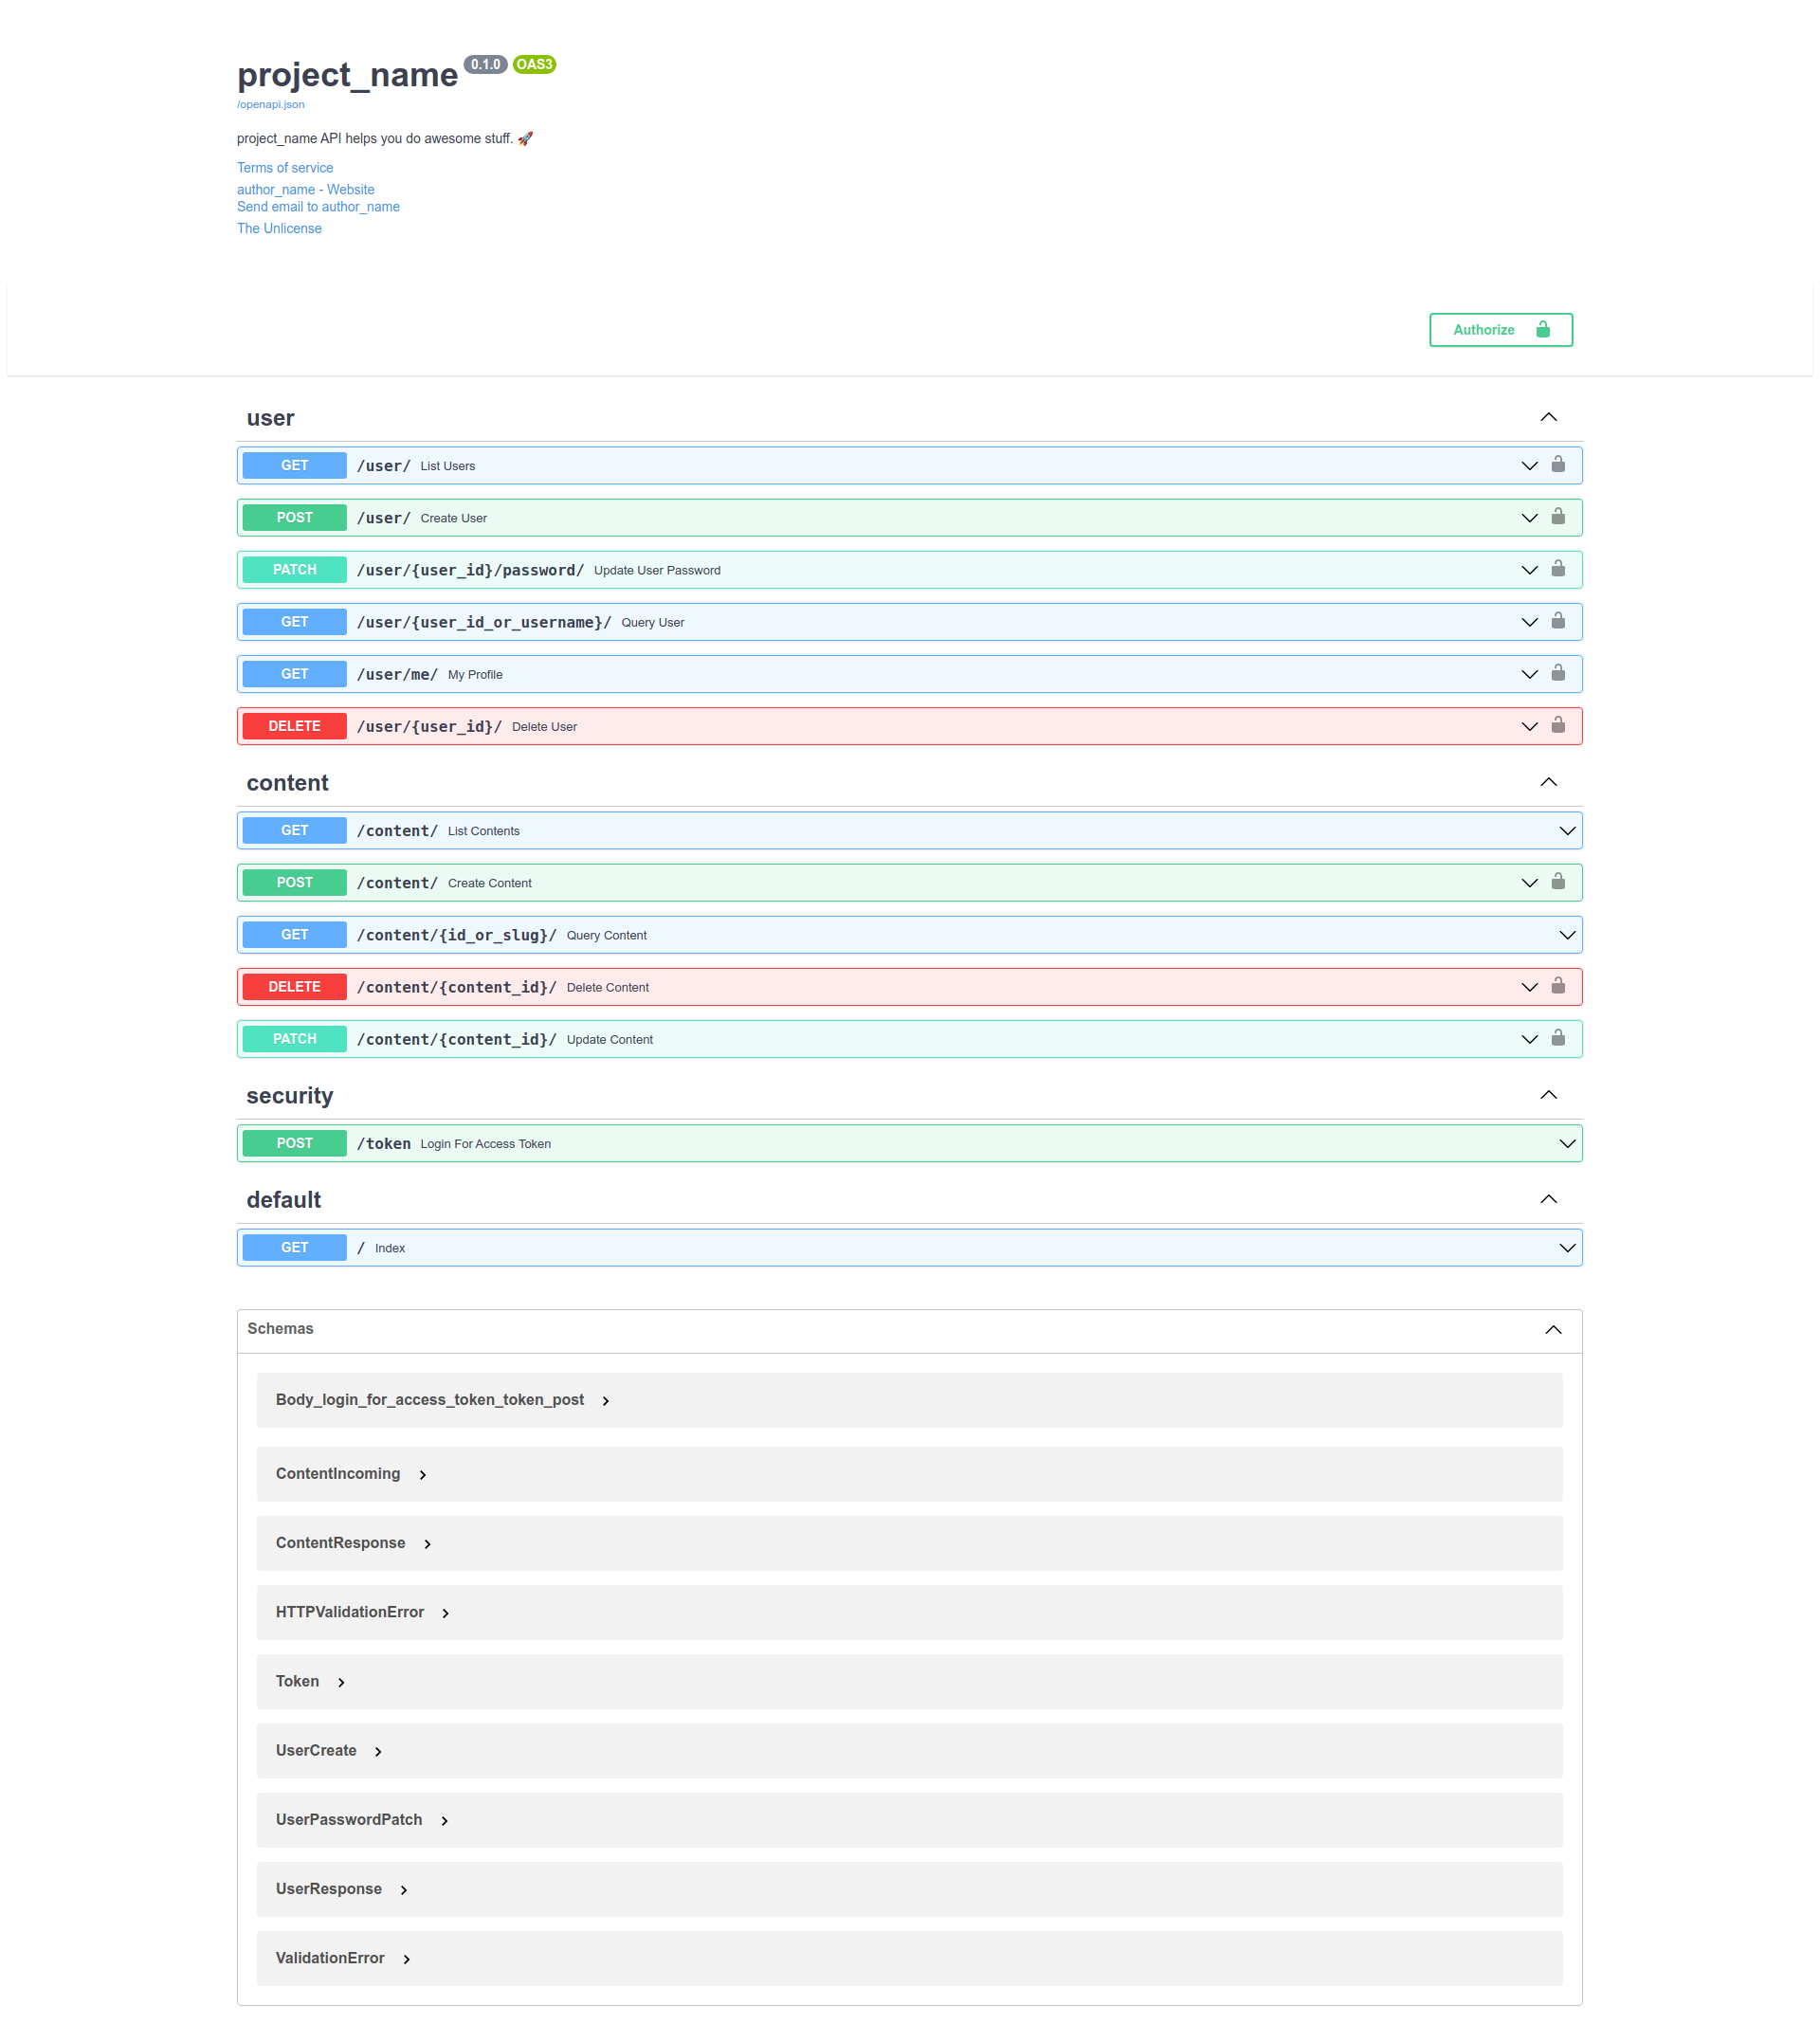 project_name 0.1.0 OAS3
/openapi.json
project_name API helps you do awesome stuff. 🚀
Terms of service
author_name - Website
Send email to author_name
The Unlicense
Authorize
user
GET /user/ List Users
POST /user/ Create User
PATCH /user/{user_id}/password/ Update User Password
GET /user/{user_id_or_username}/ Query User
GET /user/me/ My Profile
DELETE /user/{user_id}/ Delete User
content
GET /content/ List Contents
POST /content/ Create Content
GET /content/{id_or_slug}/ Query Content
DELETE /content/{content_id}/ Delete Content
PATCH /content/{content_id}/ Update Content
security
POST /token Login For Access Token
default
GET / Index
Schemas
Body_login_for_access_token_token_post
ContentIncoming
ContentResponse
HTTPValidationError
Token
UserCreate
UserPasswordPatch
UserResponse
ValidationError